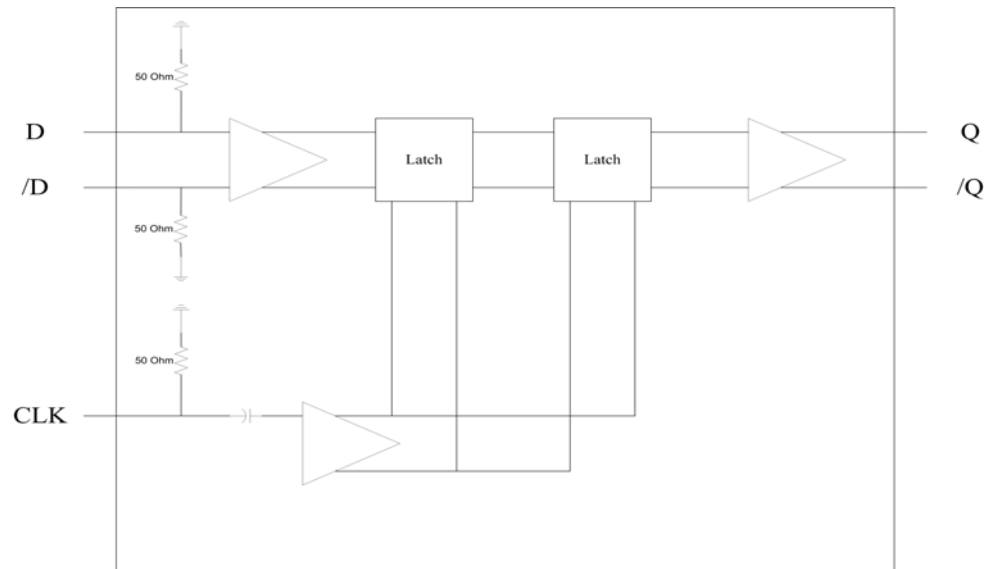 50 Ohm
D
Q
Latch
Latch
/D
/Q
50 Ohm
50 Ohm
CLK